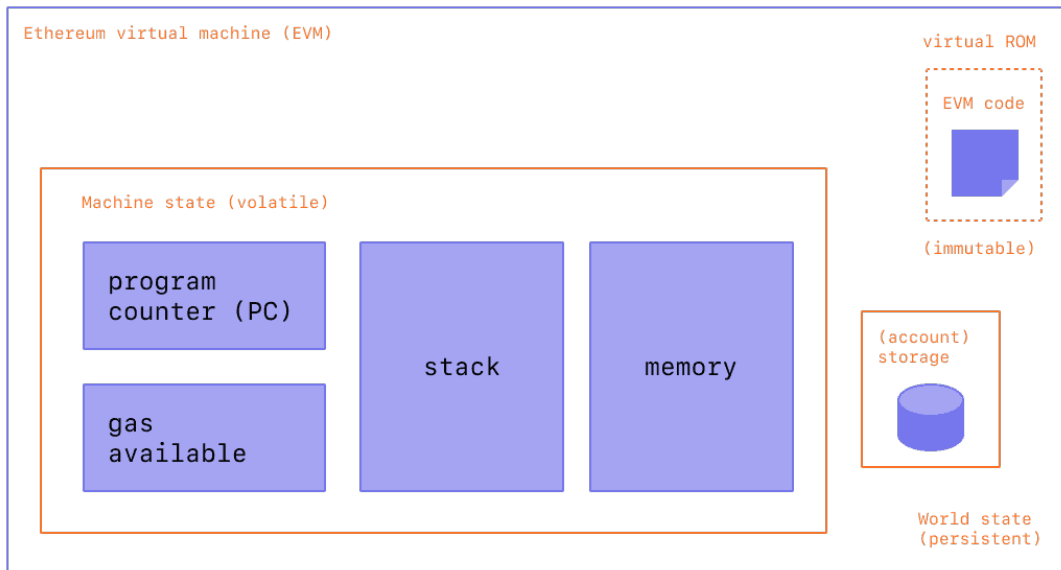 Ethereum virtual machine (EVM)
virtual ROM
EVM code
(immutable)
Machine state (volatile)
program
counter (PC)
gas
available
stack
memory
(account)
storage
World state
(persistent)